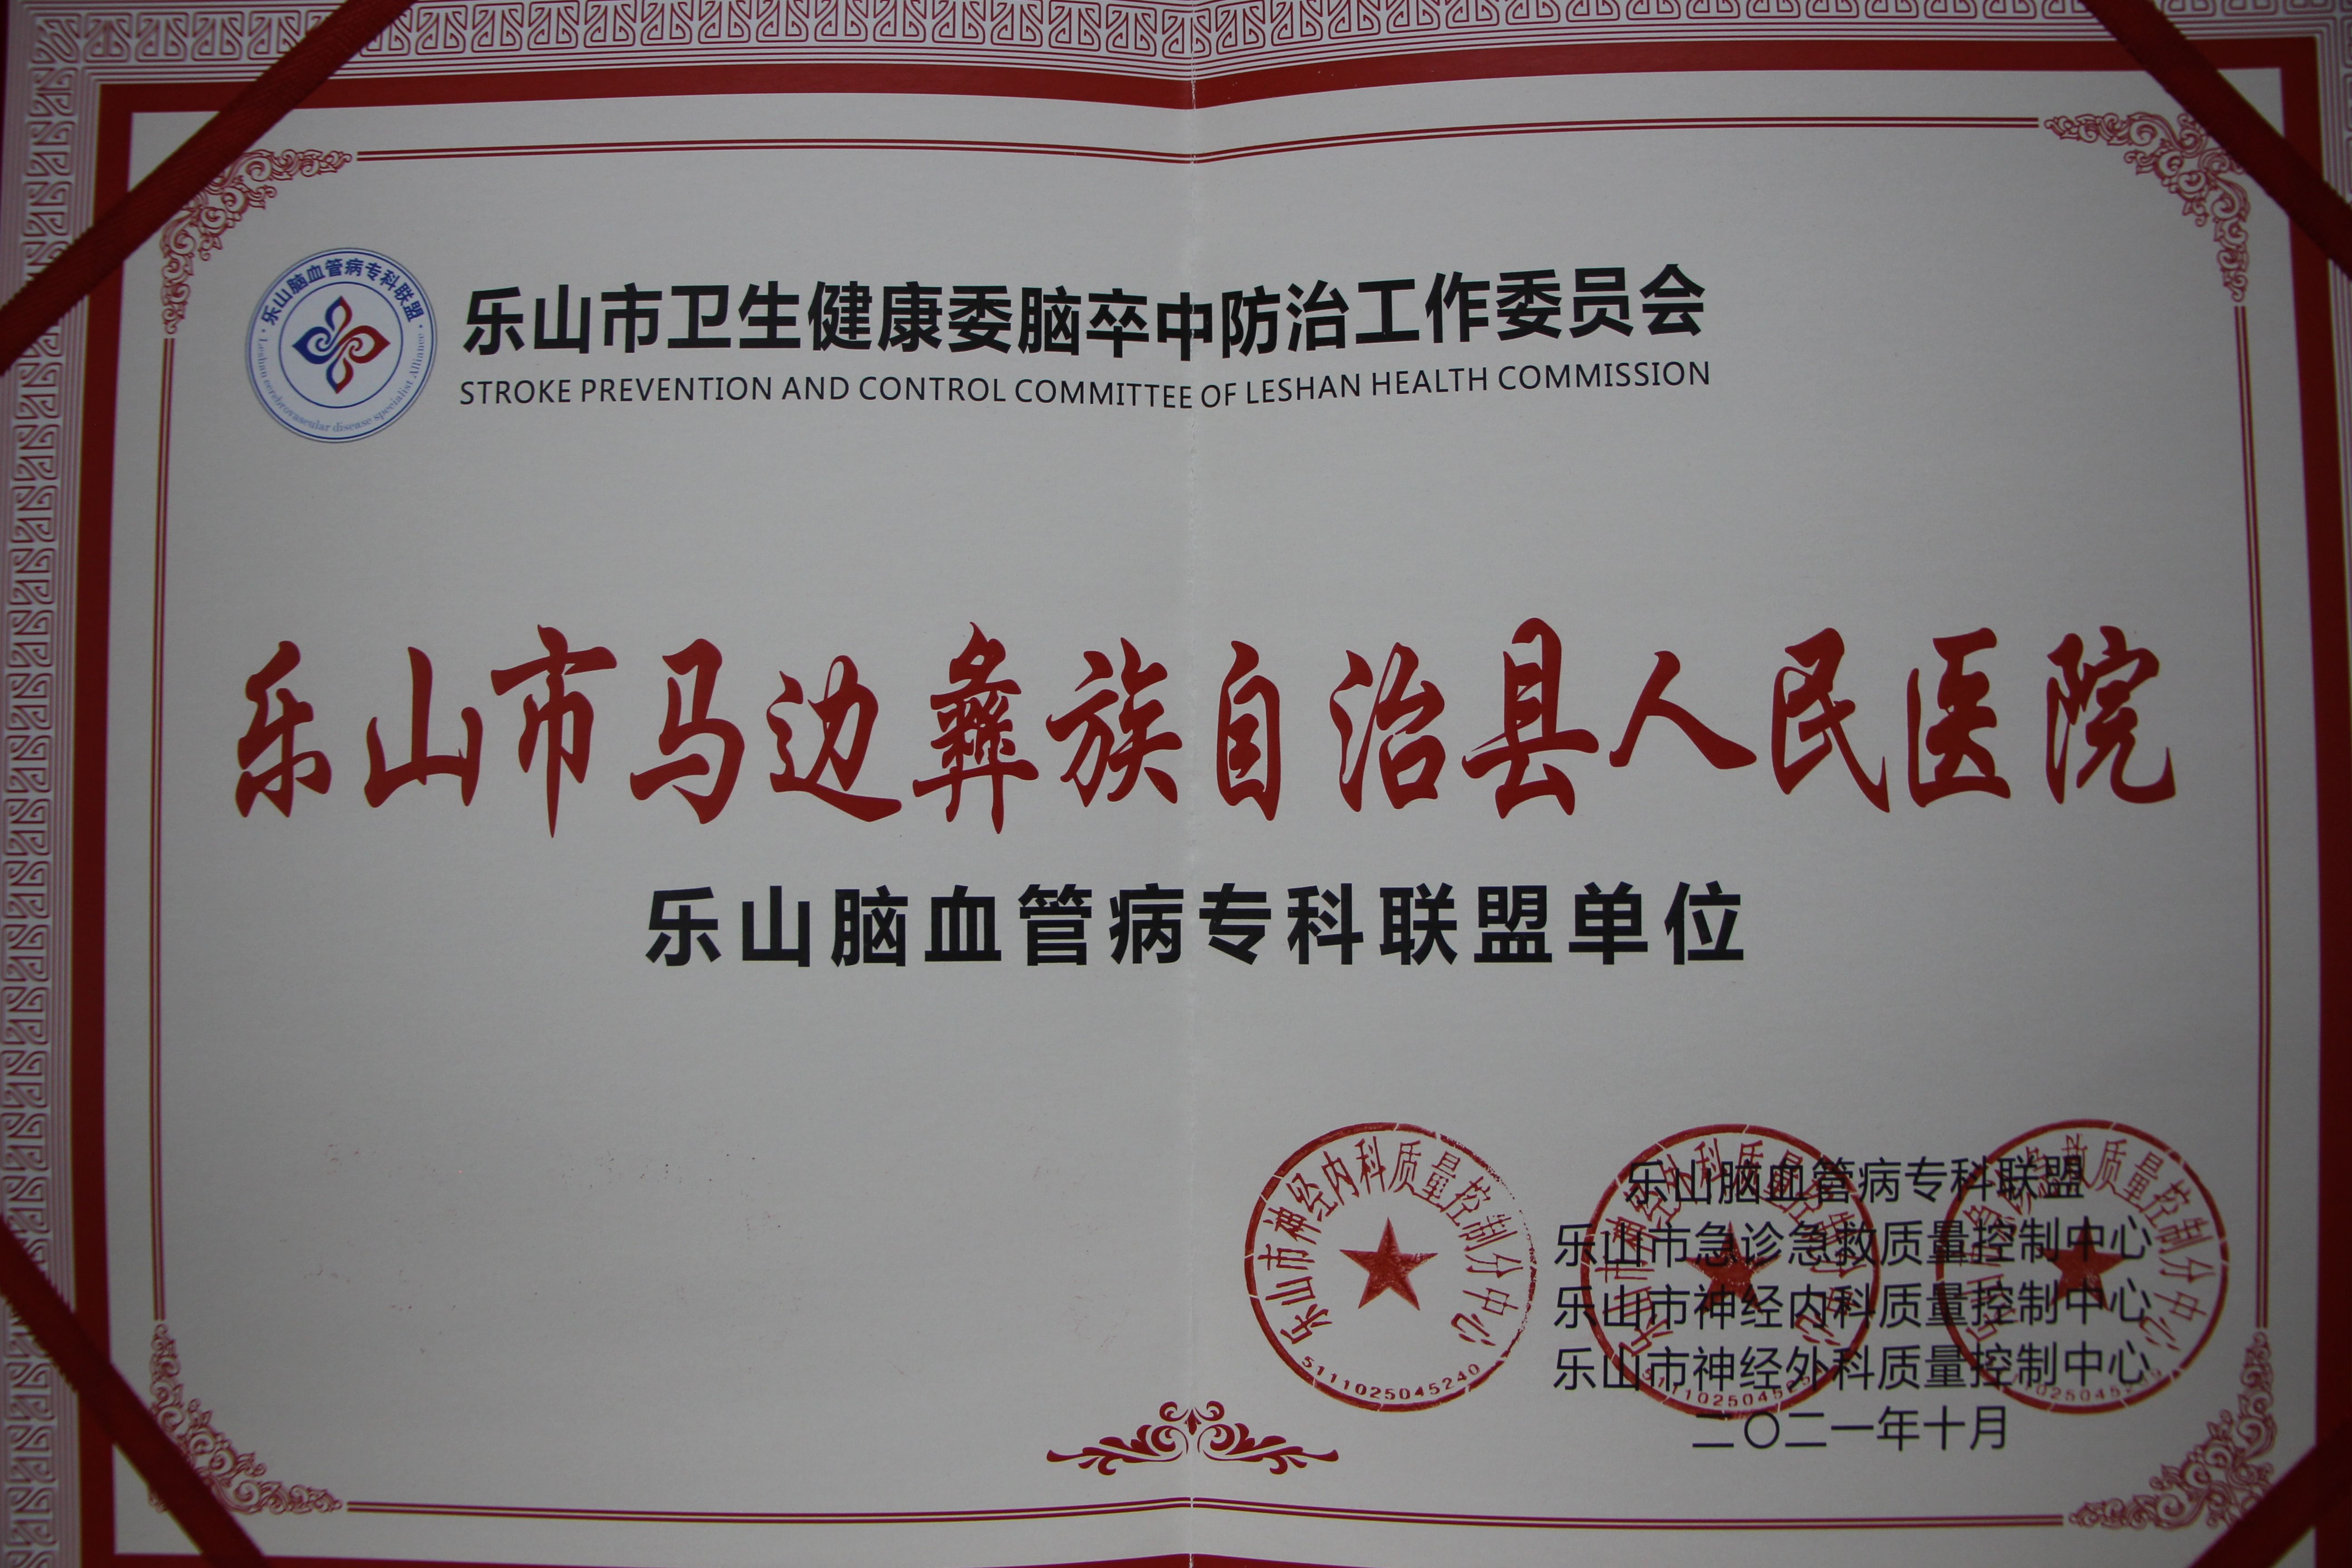 乐山脑血管病专科联盟
Leshan cerebrovascular disease specialist Alliance
乐山市卫生健康委脑卒中防治工作委员会
STROKE PREVENTION AND CONTROL COMMITTEE OF LESHAN HEALTH COMMISSION
乐山市马边彝族自治县人民医院
乐山脑血管病专科联盟单位
乐山市神经内科质量控制分中心
5111025045240
乐山脑血管病专科联盟
乐山市急诊急救质量控制中心
乐山市神经内科质量控制中心
乐山市神经外科质量控制中心
二〇二一年十月